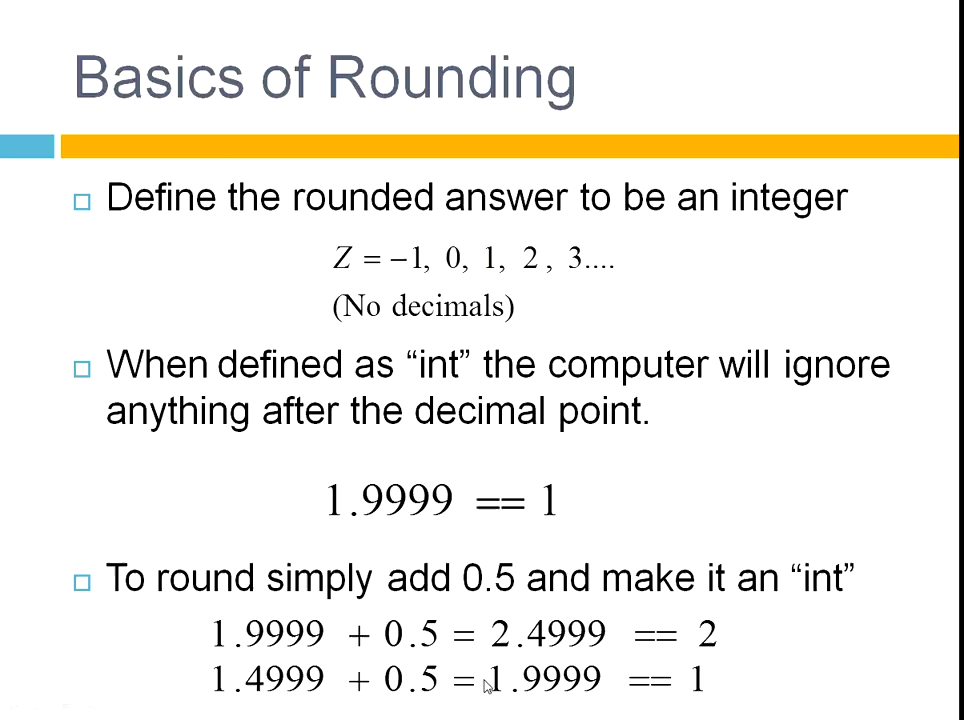 Basics of Rounding
Define the rounded answer to be an integer
Z = −1, 0, 1, 2 , 3....
(No decimals)
When defined as “int” the computer will ignore
anything after the decimal point.
1.9999 == 1
To round simply add 0.5 and make it an “int”
1.9999 + 0.5 = 2.4999 == 2
1.4999 + 0.5 = 1.9999 == 1